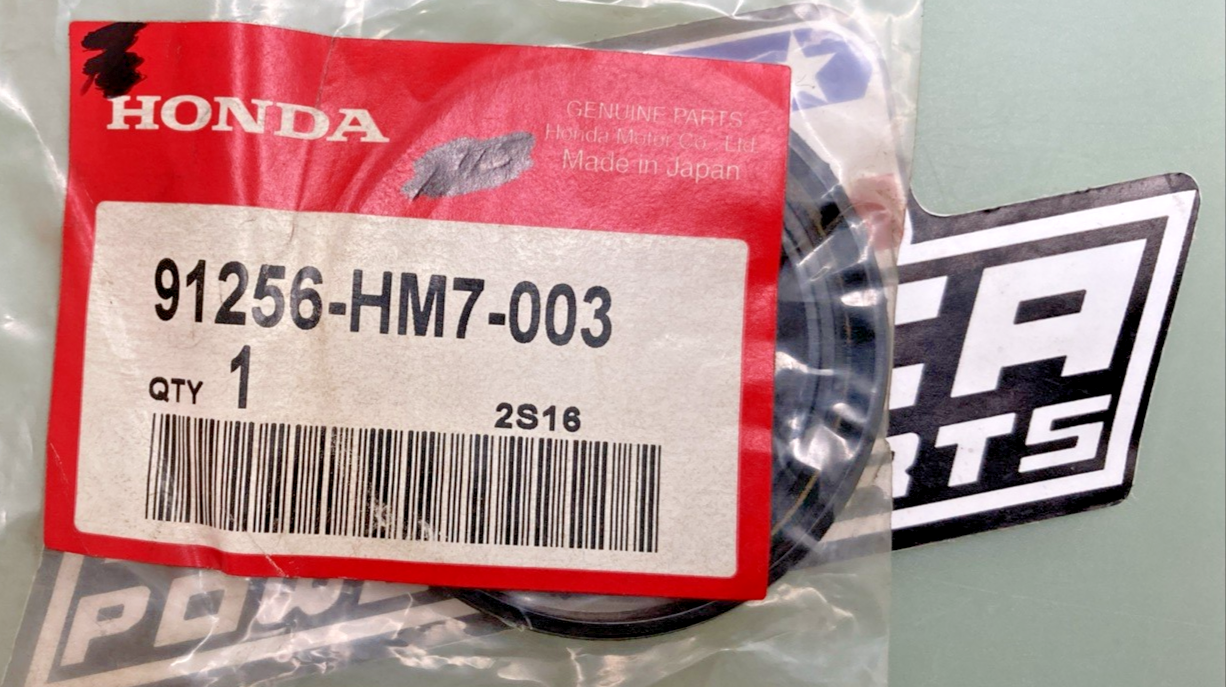 HONDA
GENUINE PARTS
Honda Motor Co., Ltd.
Made in Japan
91256-HM7-003
QTY 1
2S16